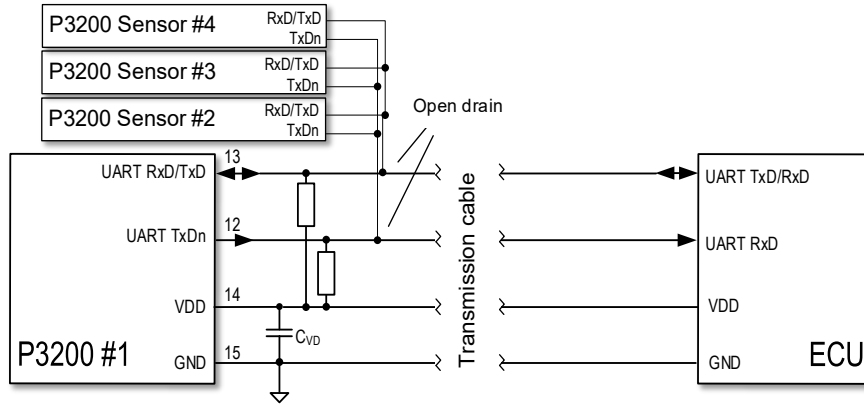 P3200 Sensor #4
RxD/TxD
TxDn
P3200 Sensor #3
RxD/TxD
TxDn
P3200 Sensor #2
RxD/TxD
TxDn
Open drain
UART RxD/TxD
13
UART TxD/RxD
UART TxDn
12
UART RxD
Transmission cable
VDD
14
VDD
C_VD
P3200 #1
GND
15
GND
ECU